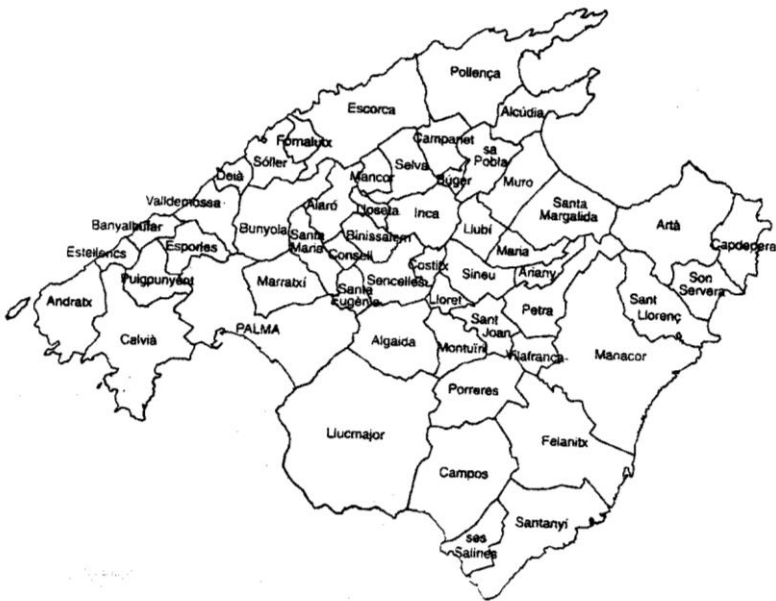 Pollença
Escorca
Alcúdia
Fornalutx
Campanet
sa
Pobla
Sóller
Selva
Deià
Mancor
Búger
Muro
Valldemossa
Alaró
Lloseta
Inca
Santa
Margalida
Banyalbufar
Bunyola
Llubí
Artà
Esporles
Santa
Maria
Binissalem
Maria
Capdepera
Estellencs
Consell
Costitx
Puigpunyent
Marratxí
Sencelles
Sineu
Ariany
Son
Servera
Andratx
Santa
Eugènia
Lloret
Sant
Llorenç
Calvià
PALMA
Algaida
Sant
Joan
Petra
Montuïri
Vilafranca
Manacor
Porreres
Llucmajor
Felanitx
Campos
Santanyí
ses
Salines